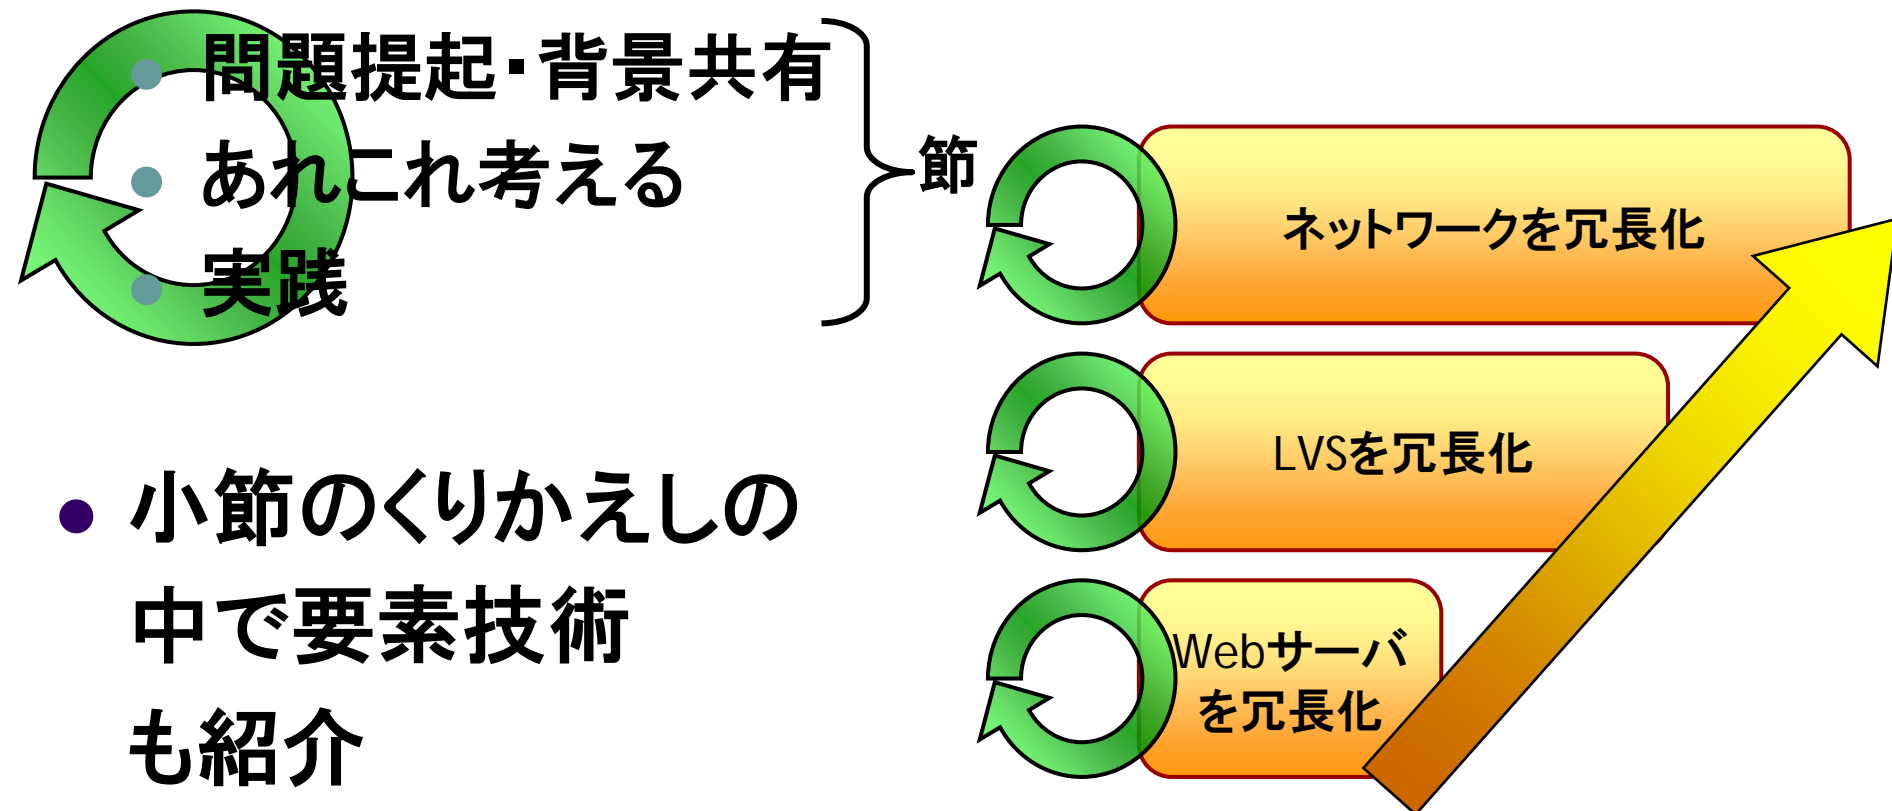 問題提起・背景共有
あれこれ考える
実践
節
小節のくりかえしの
中で要素技術
も紹介
ネットワークを冗長化
LVSを冗長化
Webサーバ
を冗長化